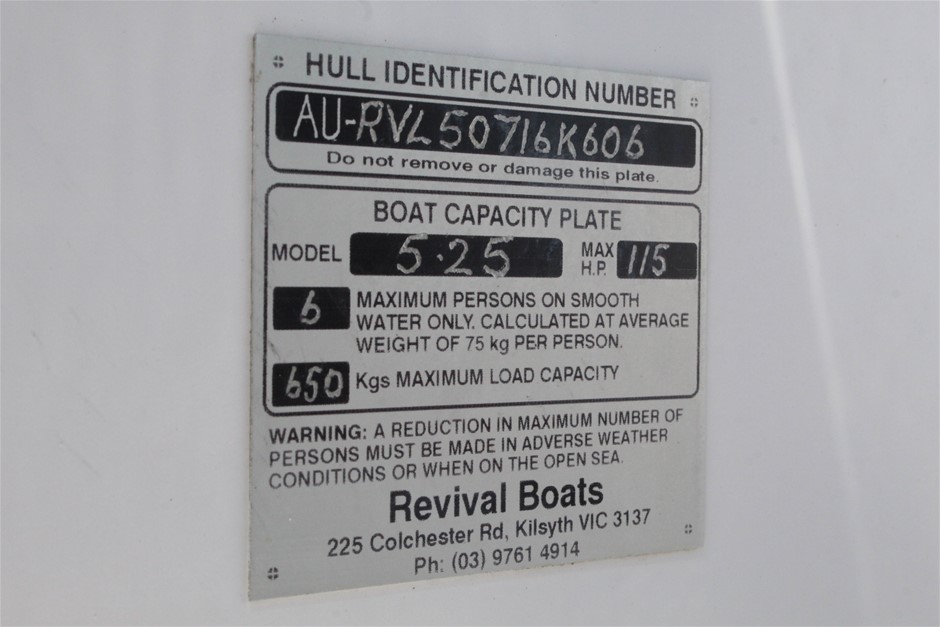 HULL IDENTIFICATION NUMBER
AU-RVL50716K606
Do not remove or damage this plate.
BOAT CAPACITY PLATE
MODEL 5.25 MAX H.P. 115
6 MAXIMUM PERSONS ON SMOOTH
WATER ONLY. CALCULATED AT AVERAGE
WEIGHT OF 75 kg PER PERSON.
650 Kgs MAXIMUM LOAD CAPACITY
WARNING: A REDUCTION IN MAXIMUM NUMBER OF
PERSONS MUST BE MADE IN ADVERSE WEATHER
CONDITIONS OR WHEN ON THE OPEN SEA.
Revival Boats
225 Colchester Rd, Kilsyth VIC 3137
Ph: (03) 9761 4914